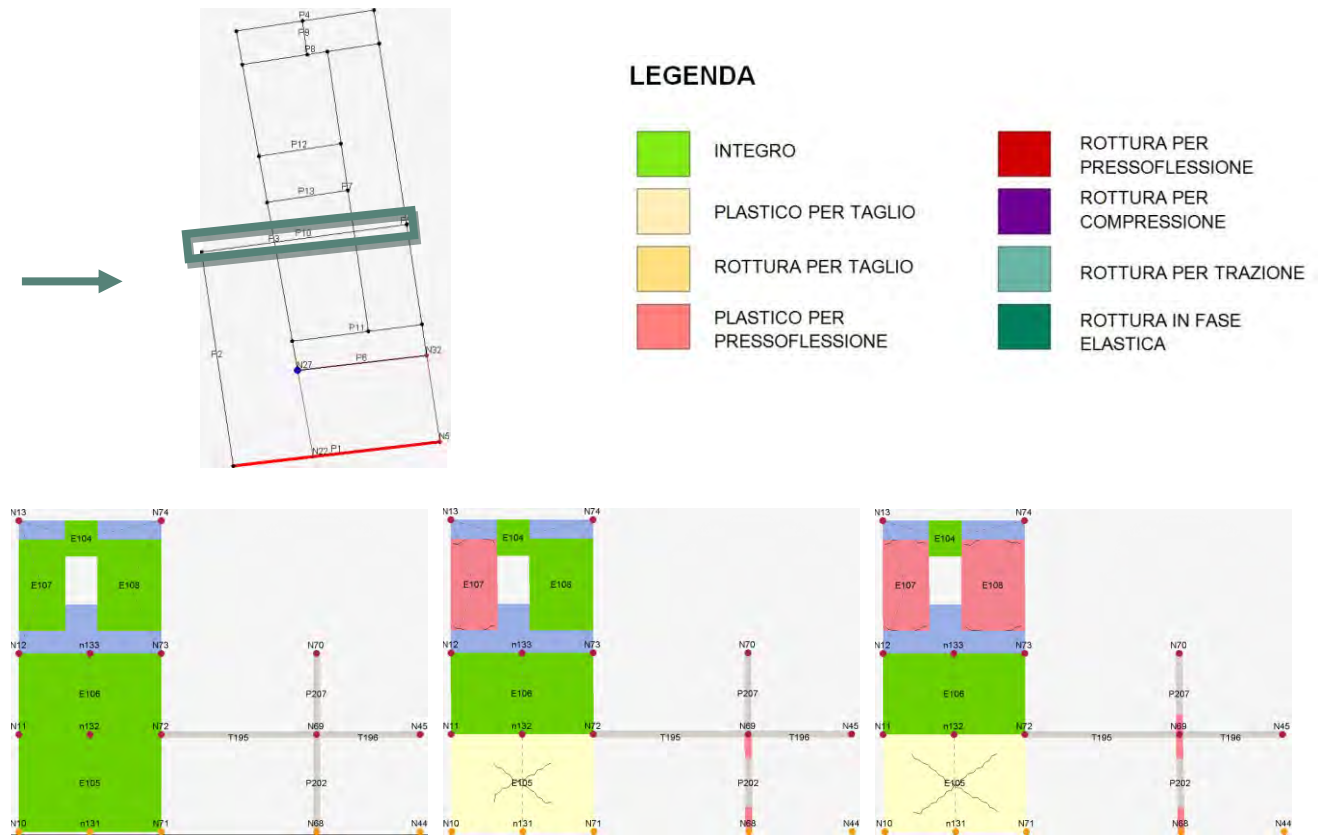 P4
P9
P8
P12
P7
P13
P10
P3
P2
P11
P6
N32
N27
N22
P1
N5
LEGENDA
INTEGRO
PLASTICO PER TAGLIO
ROTTURA PER TAGLIO
PLASTICO PER
PRESSOFLESSIONE
ROTTURA PER
PRESSOFLESSIONE
ROTTURA PER
COMPRESSIONE
ROTTURA PER TRAZIONE
ROTTURA IN FASE
ELASTICA
N13 N74
E104
E107 E108
N12 n133 N73 N70
E106 P207
N11 n132 N72 N69 N45
T195 T196
E105 P202
N10 n131 N71 N68 N44
N13 N74
E104
E107 E108
N12 n133 N73 N70
E106 P207
N11 n132 N72 N69 N45
T195 T196
E105 P202
N10 n131 N71 N68 N44
N13 N74
E104
E107 E108
N12 n133 N73 N70
E106 P207
N11 n132 N72 N69 N45
T195 T196
E105 P202
N10 n131 N71 N68 N44